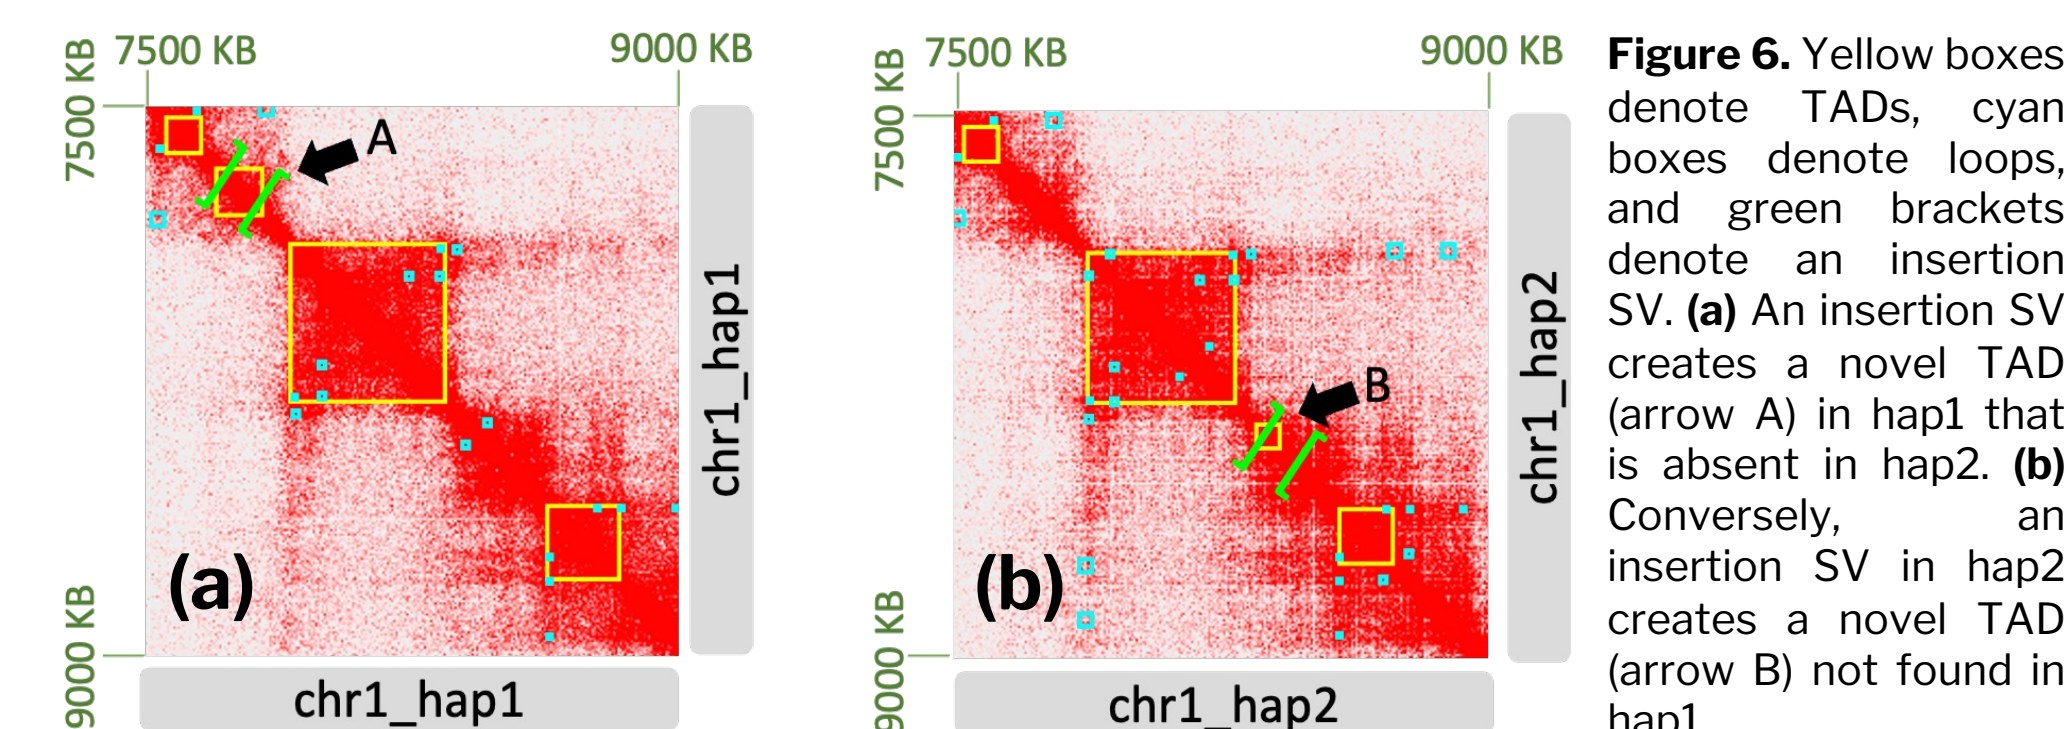 7500 KB
9000 KB
7500 KB
9000 KB
A
(a)
chr1_hap1
chr1_hap1
7500 KB
9000 KB
7500 KB
9000 KB
B
(b)
chr1_hap2
chr1_hap2
Figure 6. Yellow boxes
denote TADs, cyan
boxes denote loops,
and green brackets
denote an insertion
SV. (a) An insertion SV
creates a novel TAD
(arrow A) in hap1 that
is absent in hap2. (b)
Conversely, an
insertion SV in hap2
creates a novel TAD
(arrow B) not found in
hap1